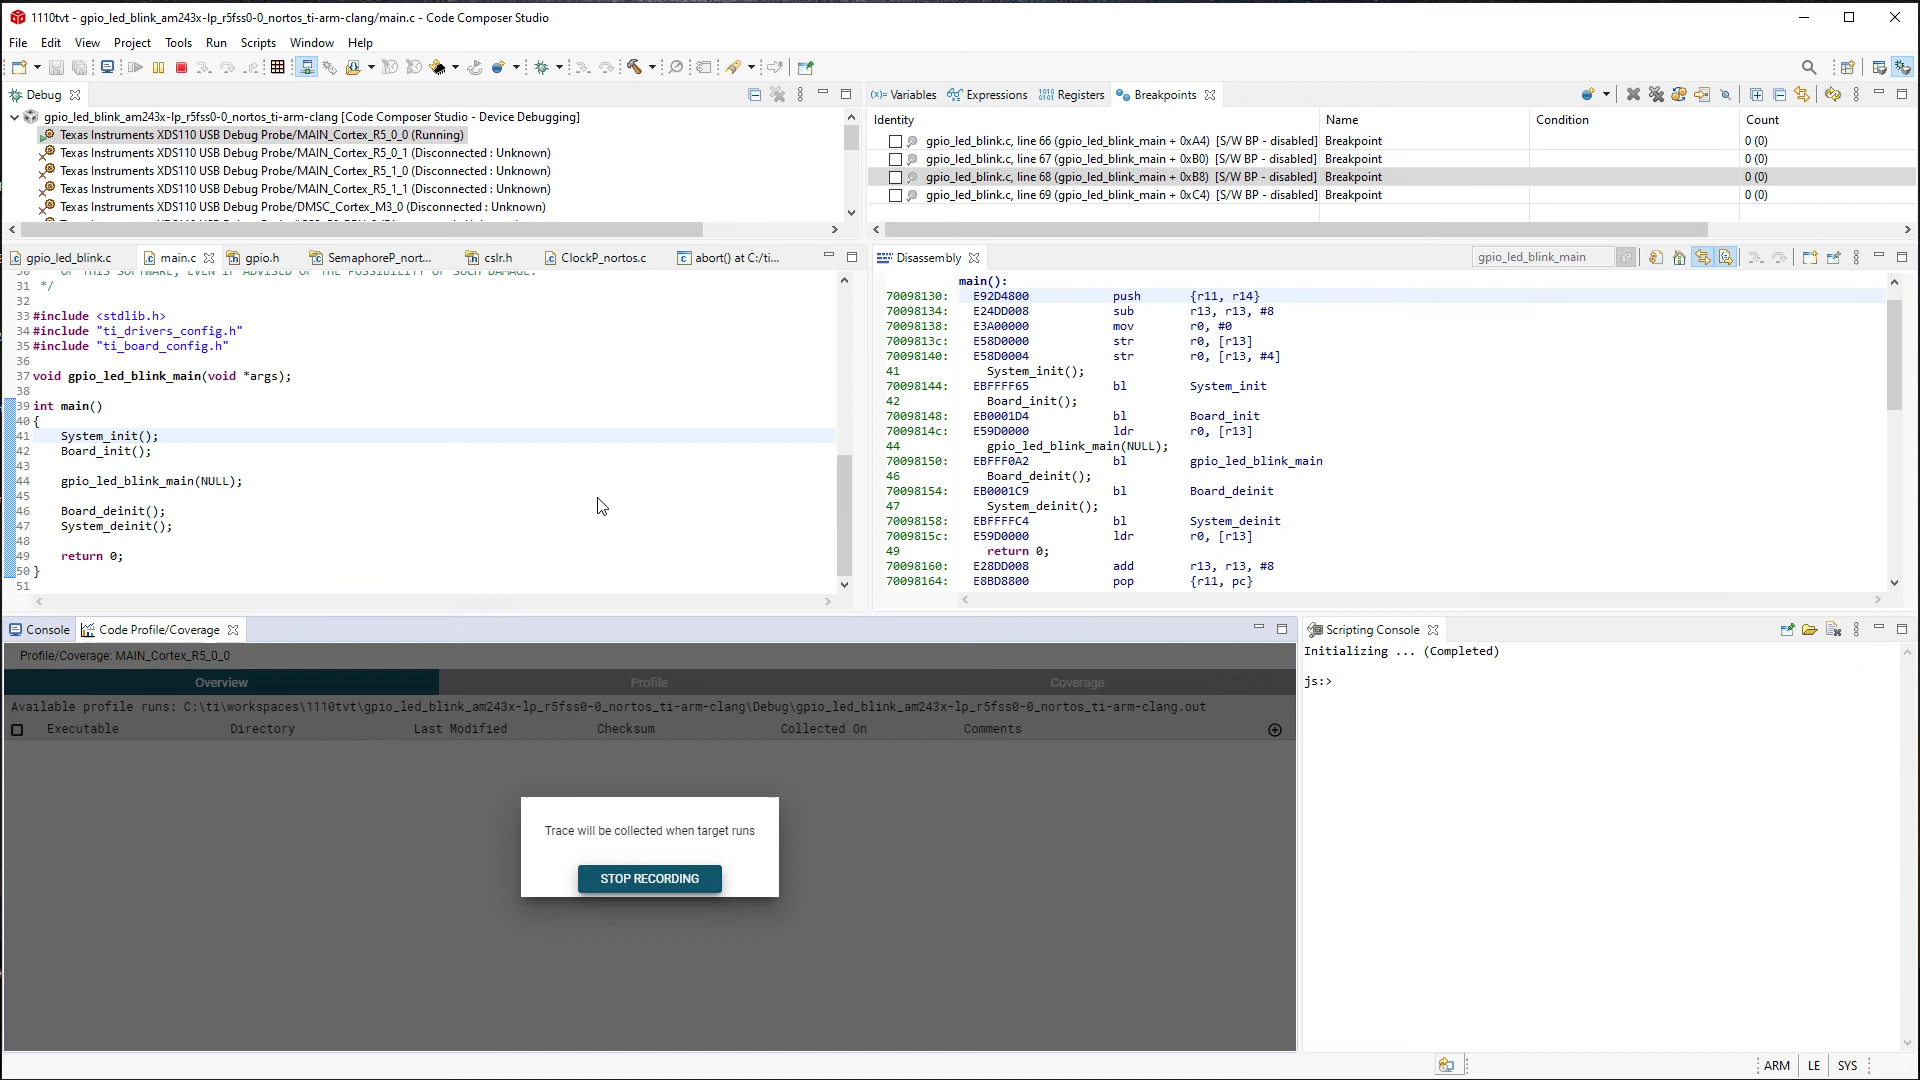 1110tvt - gpio_led_blink_am243x-lp_r5fss0-0_nortos_ti-arm-clang/main.c - Code Composer Studio
File Edit View Project Tools Run Scripts Window Help
Debug
gpio_led_blink_am243x-lp_r5fss0-0_nortos_ti-arm-clang [Code Composer Studio - Device Debugging]
Texas Instruments XDS110 USB Debug Probe/MAIN_Cortex_R5_0_0 (Running)
Texas Instruments XDS110 USB Debug Probe/MAIN_Cortex_R5_0_1 (Disconnected : Unknown)
Texas Instruments XDS110 USB Debug Probe/MAIN_Cortex_R5_1_0 (Disconnected : Unknown)
Texas Instruments XDS110 USB Debug Probe/MAIN_Cortex_R5_1_1 (Disconnected : Unknown)
Texas Instruments XDS110 USB Debug Probe/DMSC_Cortex_M3_0 (Disconnected : Unknown)
(x)= Variables Expressions Registers Breakpoints
Identity Name Condition Count
gpio_led_blink.c, line 66 (gpio_led_blink_main + 0xA4) [S/W BP - disabled] Breakpoint 0 (0)
gpio_led_blink.c, line 67 (gpio_led_blink_main + 0xB0) [S/W BP - disabled] Breakpoint 0 (0)
gpio_led_blink.c, line 68 (gpio_led_blink_main + 0xB8) [S/W BP - disabled] Breakpoint 0 (0)
gpio_led_blink.c, line 69 (gpio_led_blink_main + 0xC4) [S/W BP - disabled] Breakpoint 0 (0)
gpio_led_blink.c main.c gpio.h SemaphoreP_nort... cslr.h ClockP_nortos.c abort() at C:/ti...
30 OF THIS SOFTWARE, EVEN IF ADVISED OF THE POSSIBILITY OF SUCH DAMAGE.
31 */
32
33 #include <stdlib.h>
34 #include "ti_drivers_config.h"
35 #include "ti_board_config.h"
36
37 void gpio_led_blink_main(void *args);
38
39 int main()
40 {
41 System_init();
42 Board_init();
43
44 gpio_led_blink_main(NULL);
45
46 Board_deinit();
47 System_deinit();
48
49 return 0;
50 }
51
Disassembly
gpio_led_blink_main
main():
70098130: E92D4800 push {r11, r14}
70098134: E24DD008 sub r13, r13, #8
70098138: E3A00000 mov r0, #0
7009813c: E58D0000 str r0, [r13]
70098140: E58D0004 str r0, [r13, #4]
41 System_init();
70098144: EBFFFF65 bl System_init
42 Board_init();
70098148: EB0001D4 bl Board_init
7009814c: E59D0000 ldr r0, [r13]
44 gpio_led_blink_main(NULL);
70098150: EBFFF0A2 bl gpio_led_blink_main
46 Board_deinit();
70098154: EB0001C9 bl Board_deinit
47 System_deinit();
70098158: EBFFFFC4 bl System_deinit
7009815c: E59D0000 ldr r0, [r13]
49 return 0;
70098160: E28DD008 add r13, r13, #8
70098164: E8BD8800 pop {r11, pc}
Console Code Profile/Coverage
Profile/Coverage: MAIN_Cortex_R5_0_0
Overview Profile Coverage
Available profile runs: C:\ti\workspaces\1110tvt\gpio_led_blink_am243x-lp_r5fss0-0_nortos_ti-arm-clang\Debug\gpio_led_blink_am243x-lp_r5fss0-0_nortos_ti-arm-clang.out
Executable Directory Last Modified Checksum Collected On Comments
Trace will be collected when target runs
STOP RECORDING
Scripting Console
Initializing ... (Completed)
js:>
ARM LE SYS